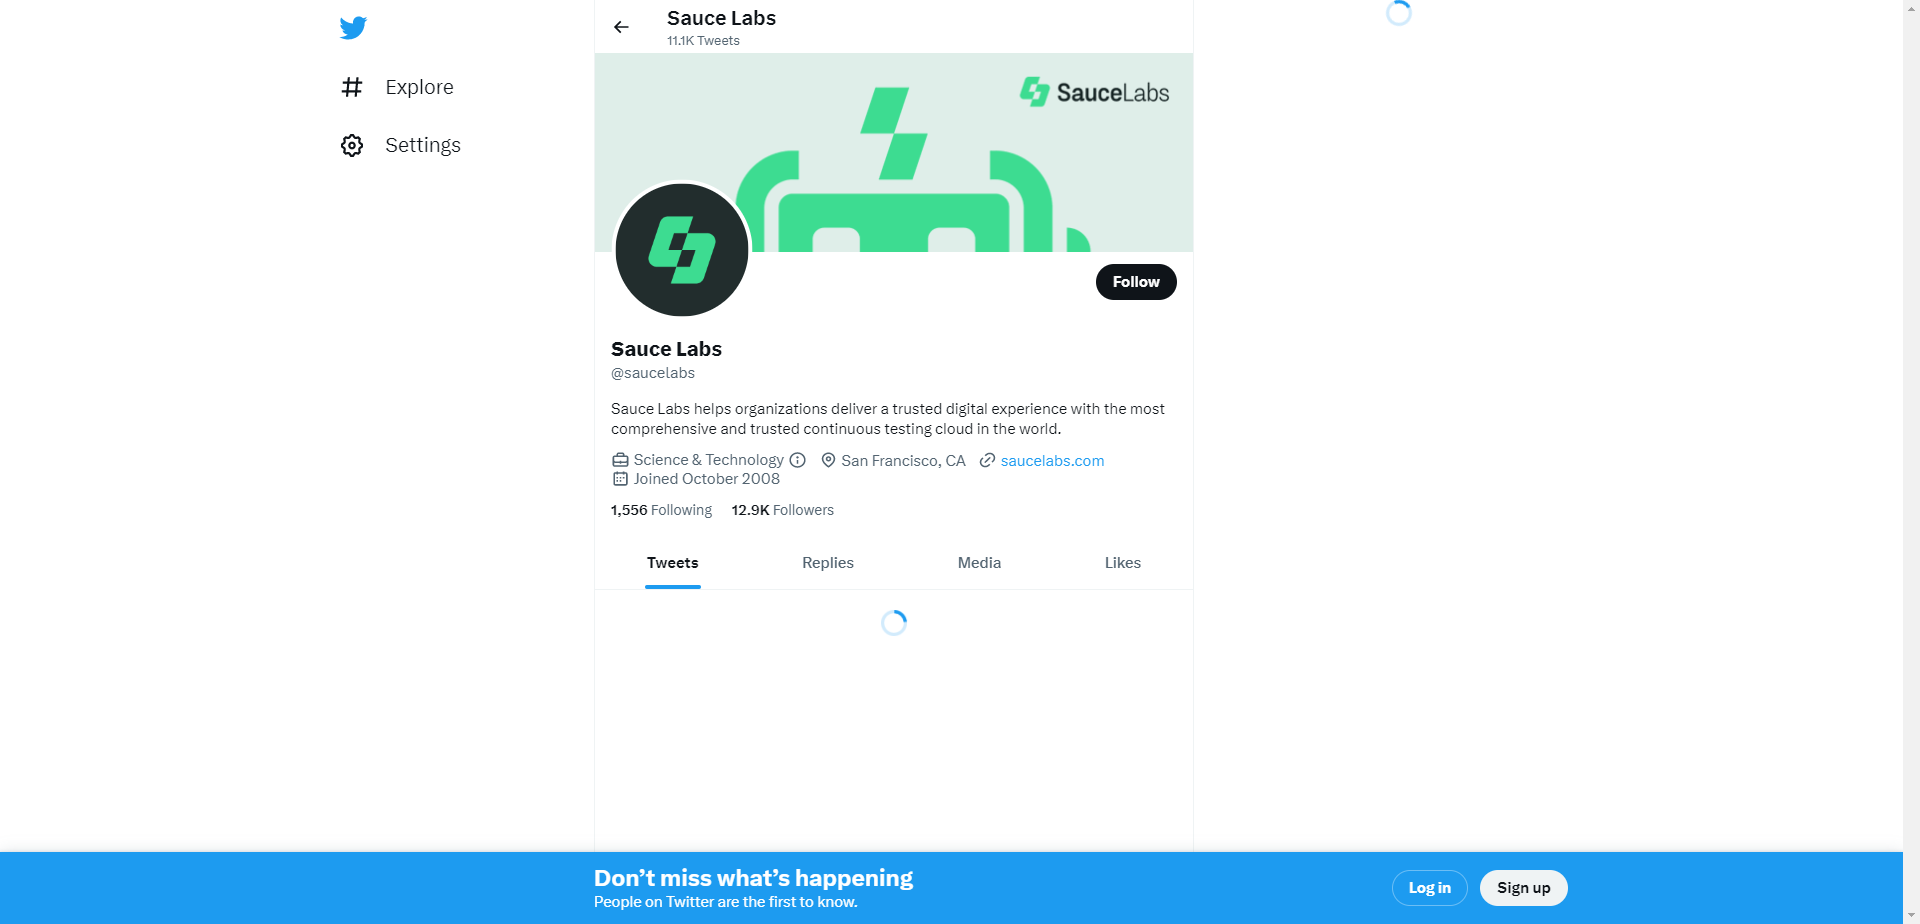 Explore
Settings
Sauce Labs
11.1K Tweets
SauceLabs
Follow
Sauce Labs
@saucelabs
Sauce Labs helps organizations deliver a trusted digital experience with the most
comprehensive and trusted continuous testing cloud in the world.
Science & Technology San Francisco, CA saucelabs.com
Joined October 2008
1,556 Following 12.9K Followers
Tweets Replies Media Likes
Don’t miss what’s happening
People on Twitter are the first to know.
Log in Sign up